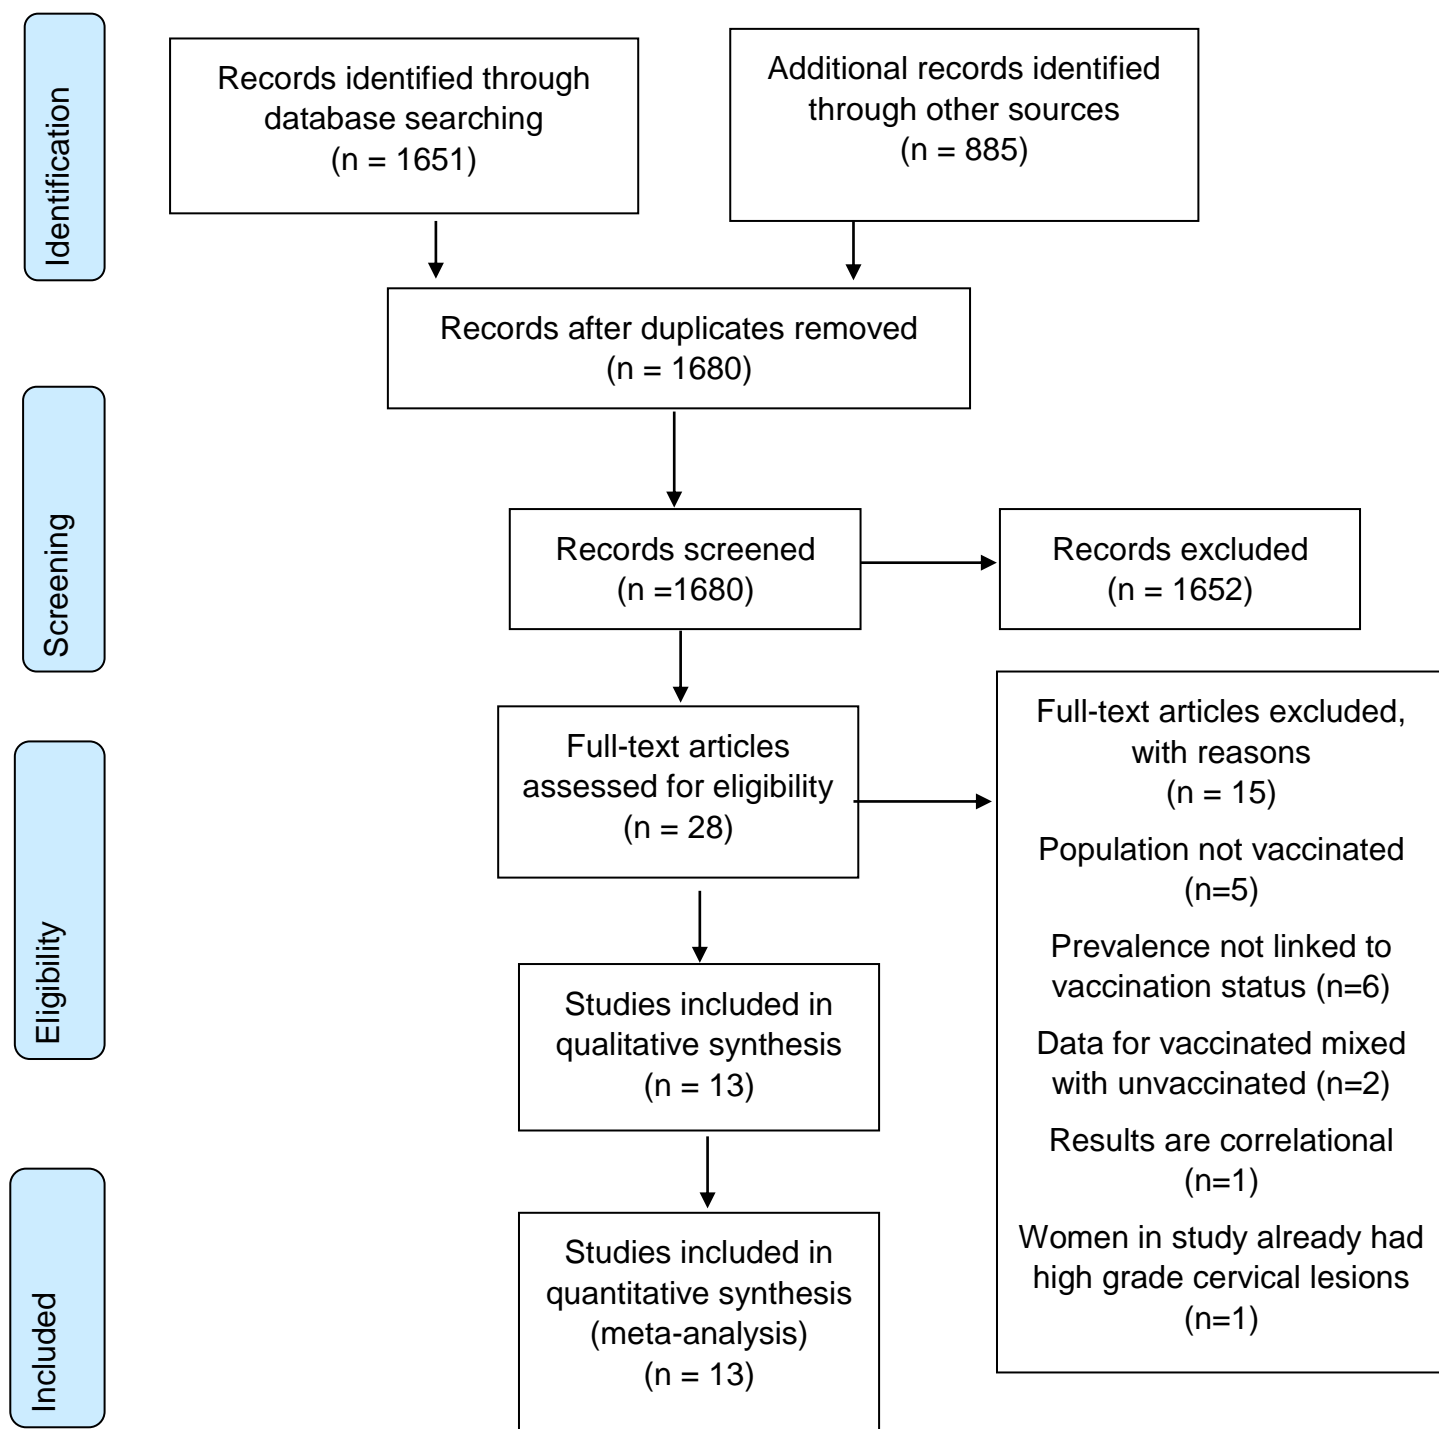 Identification
Records identified through
database searching
(n = 1651)
Additional records identified
through other sources
(n = 885)
Records after duplicates removed
(n = 1680)
Screening
Records screened
(n =1680)
Records excluded
(n = 1652)
Eligibility
Full-text articles
assessed for eligibility
(n = 28)
Full-text articles excluded,
with reasons
(n = 15)
Population not vaccinated
(n=5)
Prevalence not linked to
vaccination status (n=6)
Data for vaccinated mixed
with unvaccinated (n=2)
Results are correlational
(n=1)
Women in study already had
high grade cervical lesions
(n=1)
Studies included in
qualitative synthesis
(n = 13)
Included
Studies included in
quantitative synthesis
(meta-analysis)
(n = 13)